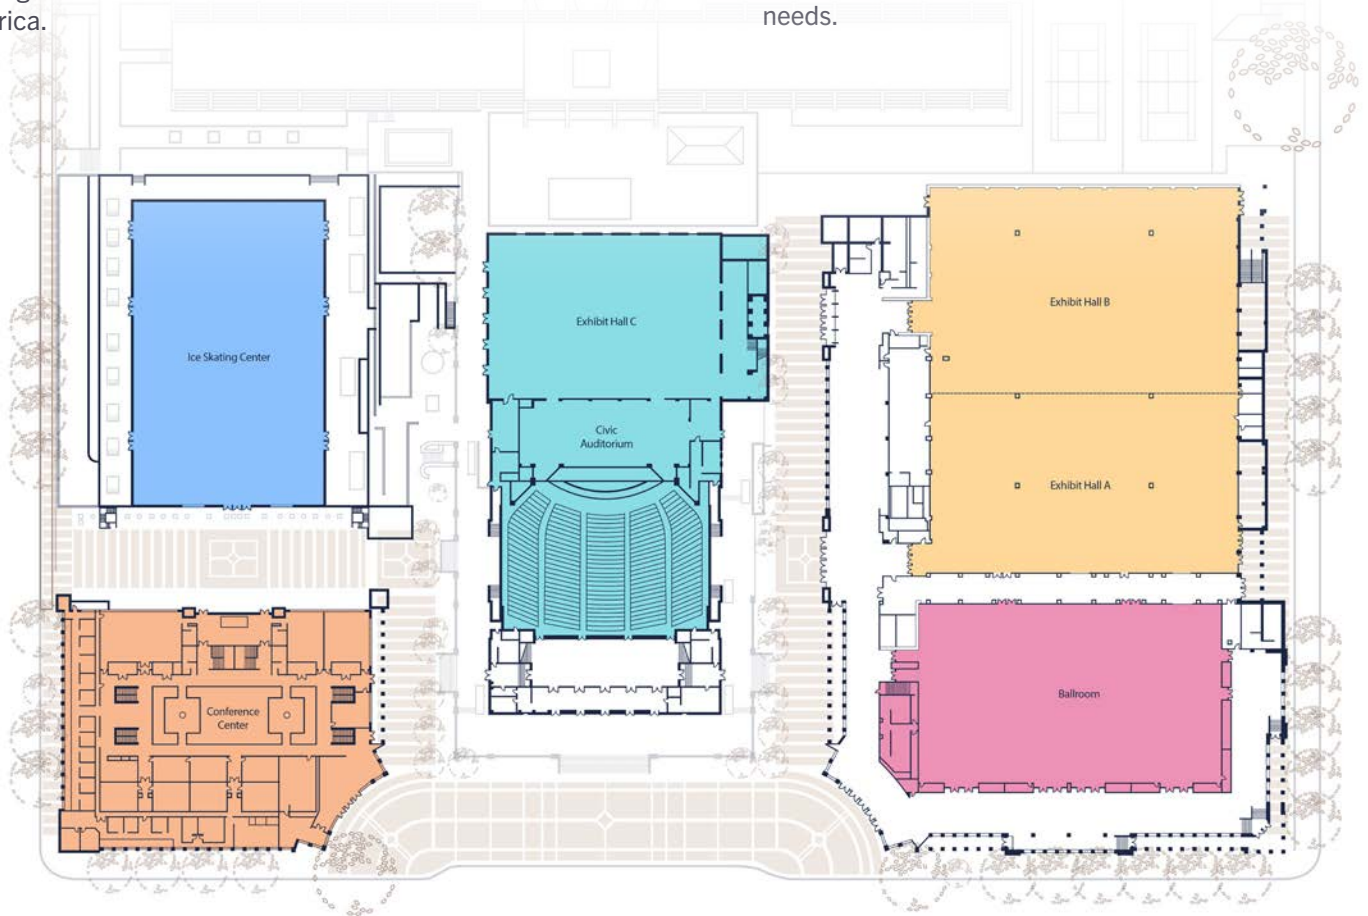 rica.
needs.
Exhibit Hall B
Exhibit Hall C
Ice Skating Center
Civic
Auditorium
Exhibit Hall A
Ballroom
Conference
Center